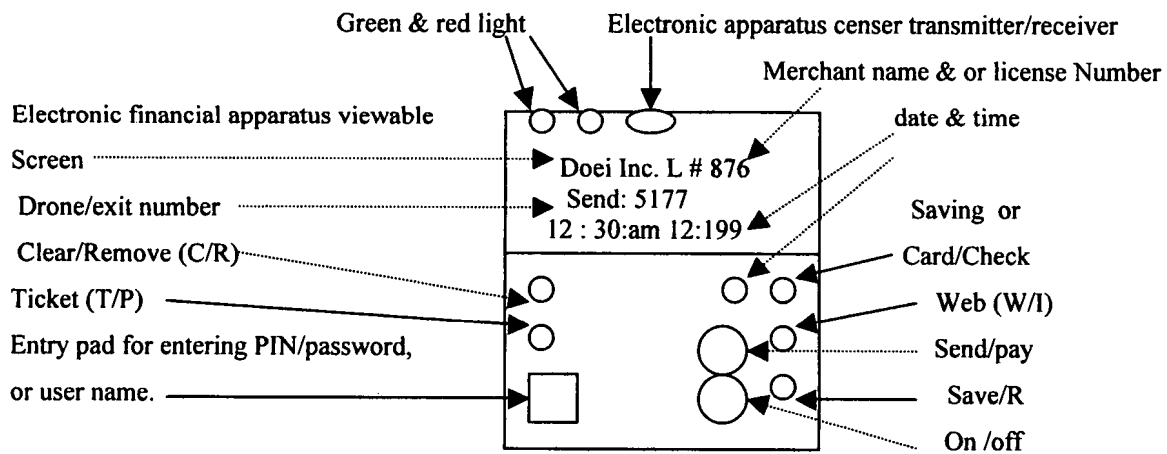 Green & red light
Electronic apparatus censer transmitter/receiver
Merchant name & or license Number
Electronic financial apparatus viewable
date & time
Screen
Doei Inc. L # 876
Drone/exit number
Send: 5177
Saving or
12 : 30:am 12:199
Clear/Remove (C/R)
Card/Check
Ticket (T/P)
Web (W/I)
Entry pad for entering PIN/password,
Send/pay
or user name.
Save/R
On /off